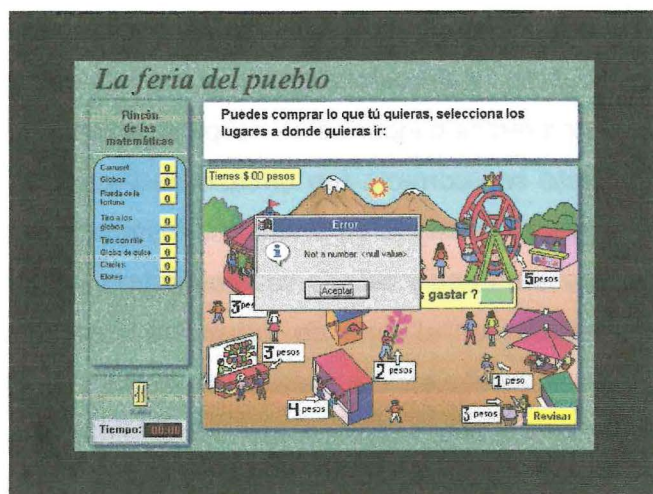 La feria del pueblo
Rincón
de las
matemáticas
Puedes comprar lo que tú quieras, selecciona los
lugares a donde quieras ir:
Carrusel 0
Globos 0
Rueda de la
fortuna 0
Tiro a los
globos 0
Tiro con rifle 0
0
0
Elotes 0
Tienes $ 00 pesos
Error
Not a number: <null value>
Aceptar
gastar ?
5 pesos
3 pesos
3 pesos
2 pesos
1 peso
4 pesos
3 pesos
Revisar
Tiempo: 00:00